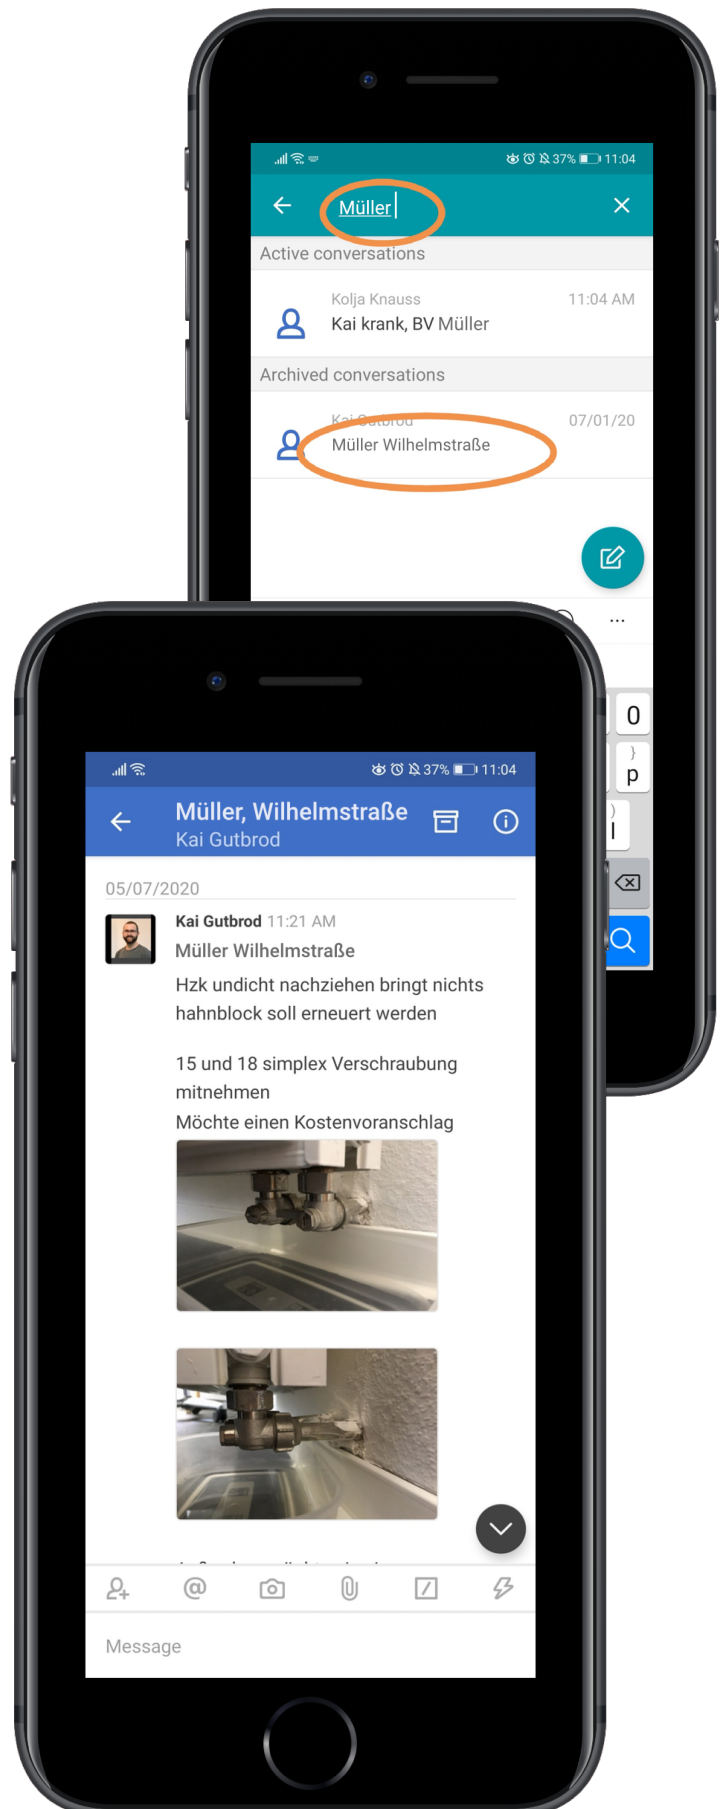 37% 11:04
Müller
Active conversations
Kolja Knauss 11:04 AM
Kai krank, BV Müller
Archived conversations
Kai Gutbrod 07/01/20
Müller Wilhelmstraße
...
0
}
p
)
l
37% 11:04
Müller, Wilhelmstraße
Kai Gutbrod
05/07/2020
Kai Gutbrod 11:21 AM
Müller Wilhelmstraße
Hzk undicht nachziehen bringt nichts
hahnblock soll erneuert werden
15 und 18 simplex Verschraubung
mitnehmen
Möchte einen Kostenvoranschlag
Message